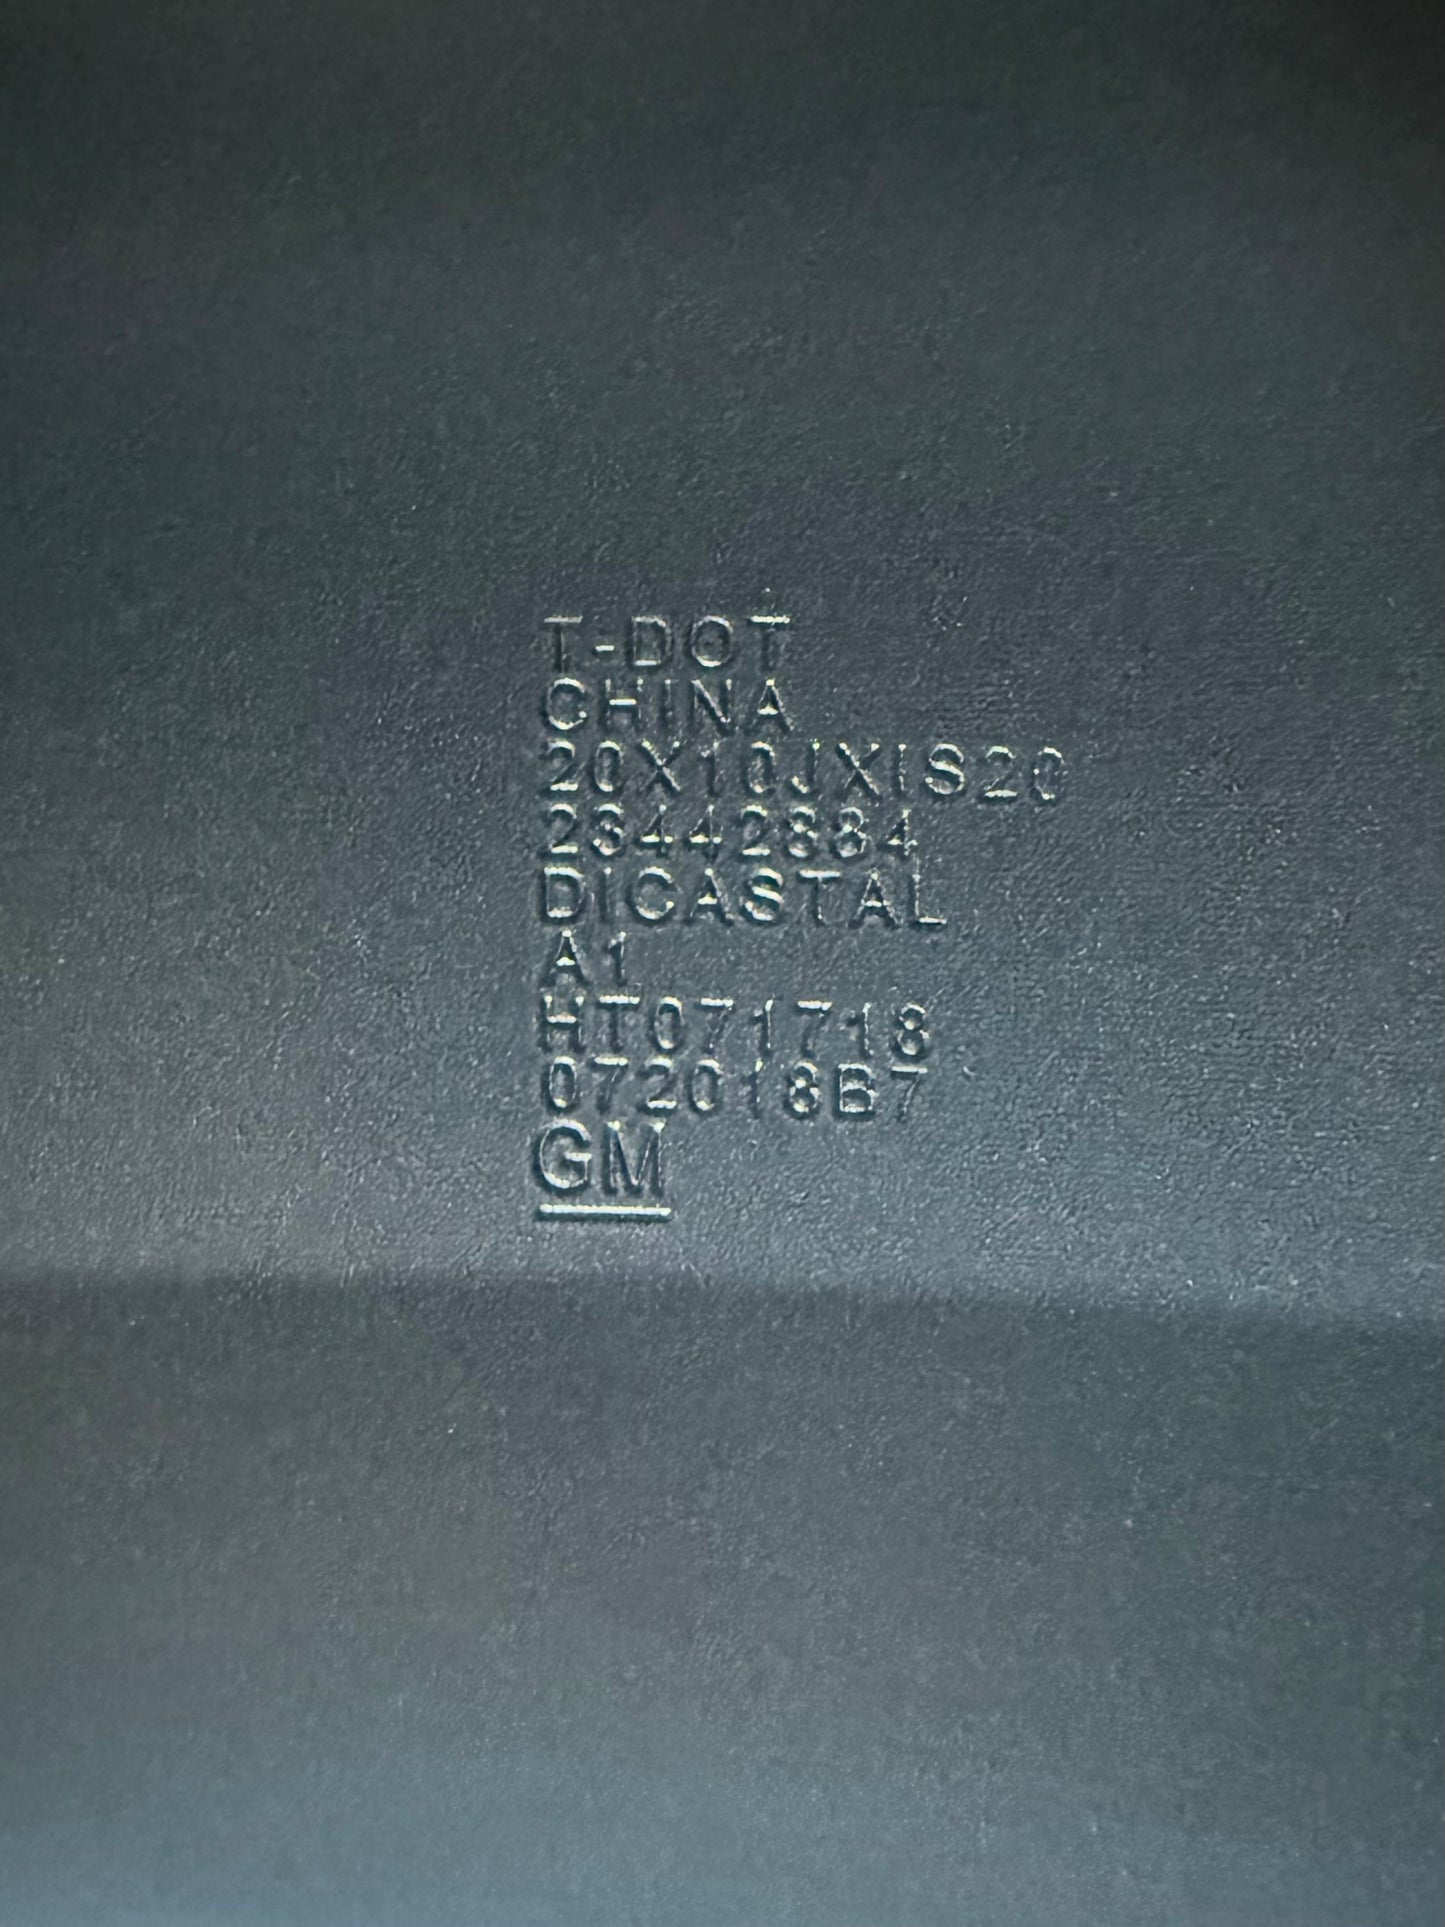 T-DOT
CHINA
20X10JXIS20
23442884
DICASTAL
A1
HT071718
072018B7
GM